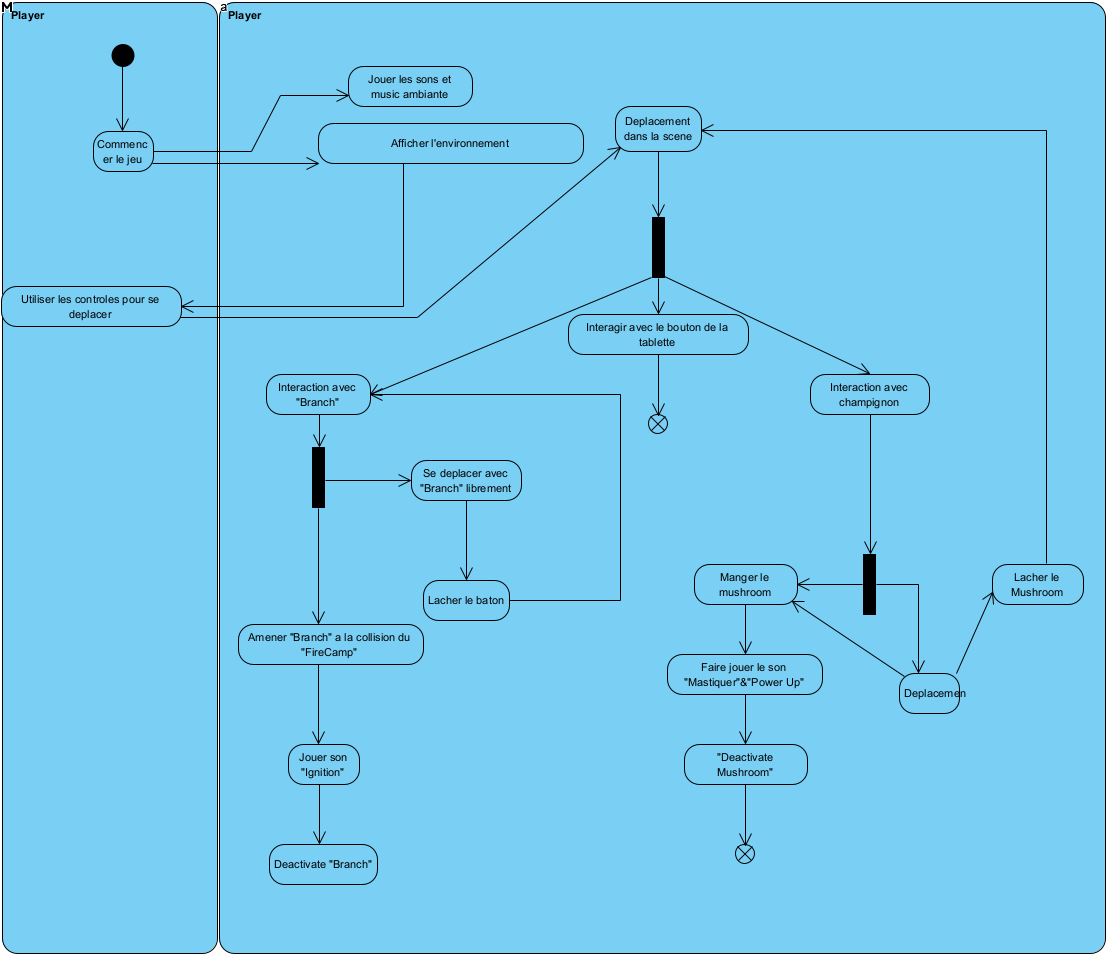 M
Player
a
Player
Commenc
er le jeu
Jouer les sons et
music ambiante
Afficher l'environnement
Deplacement
dans la scene
Utiliser les controles pour se
deplacer
Interagir avec le bouton de la
tablette
Interaction avec
"Branch"
Interaction avec
champignon
Se deplacer avec
"Branch" librement
Lacher le baton
Manger le
mushroom
Lacher le
Mushroom
Amener "Branch" a la collision du
"FireCamp"
Faire jouer le son
"Mastiquer"&"Power Up"
Deplacemen
Jouer son
"Ignition"
"Deactivate
Mushroom"
Deactivate "Branch"